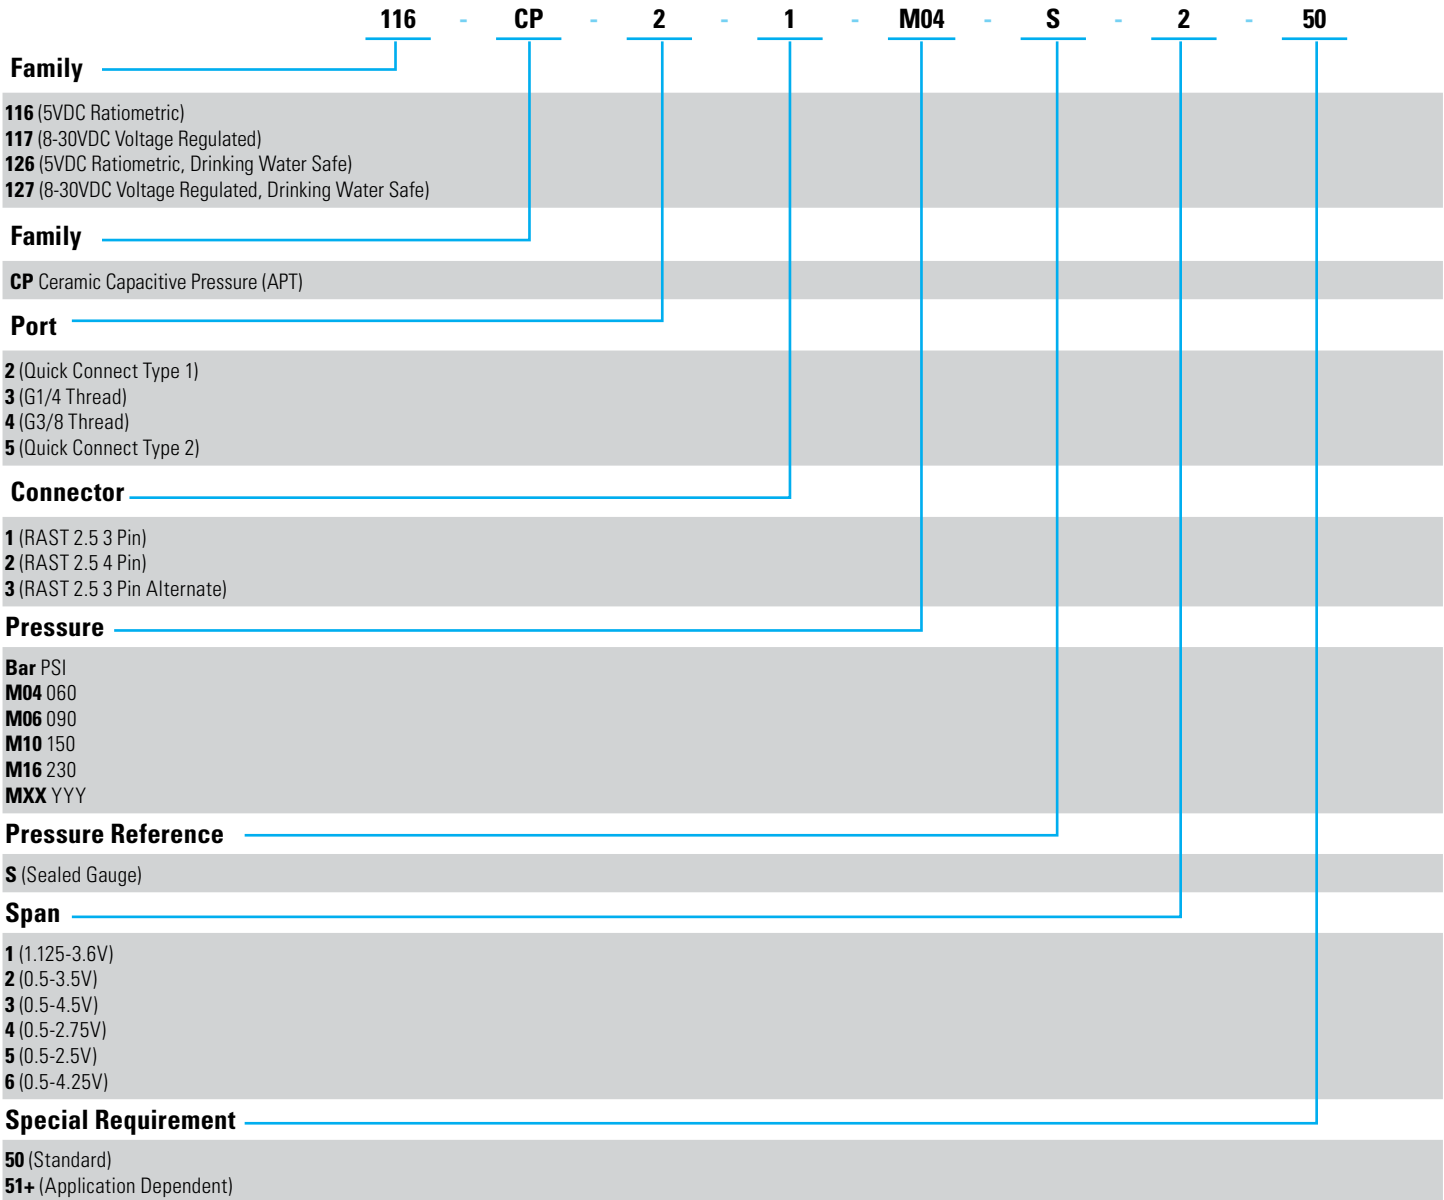 116 - CP - 2 - 1 - M04 - S - 2 - 50
Family
116 (5VDC Ratiometric)
117 (8-30VDC Voltage Regulated)
126 (5VDC Ratiometric, Drinking Water Safe)
127 (8-30VDC Voltage Regulated, Drinking Water Safe)
Family
CP Ceramic Capacitive Pressure (APT)
Port
2 (Quick Connect Type 1)
3 (G1/4 Thread)
4 (G3/8 Thread)
5 (Quick Connect Type 2)
Connector
1 (RAST 2.5 3 Pin)
2 (RAST 2.5 4 Pin)
3 (RAST 2.5 3 Pin Alternate)
Pressure
Bar PSI
M04 060
M06 090
M10 150
M16 230
MXX YYY
Pressure Reference
S (Sealed Gauge)
Span
1 (1.125-3.6V)
2 (0.5-3.5V)
3 (0.5-4.5V)
4 (0.5-2.75V)
5 (0.5-2.5V)
6 (0.5-4.25V)
Special Requirement
50 (Standard)
51+ (Application Dependent)